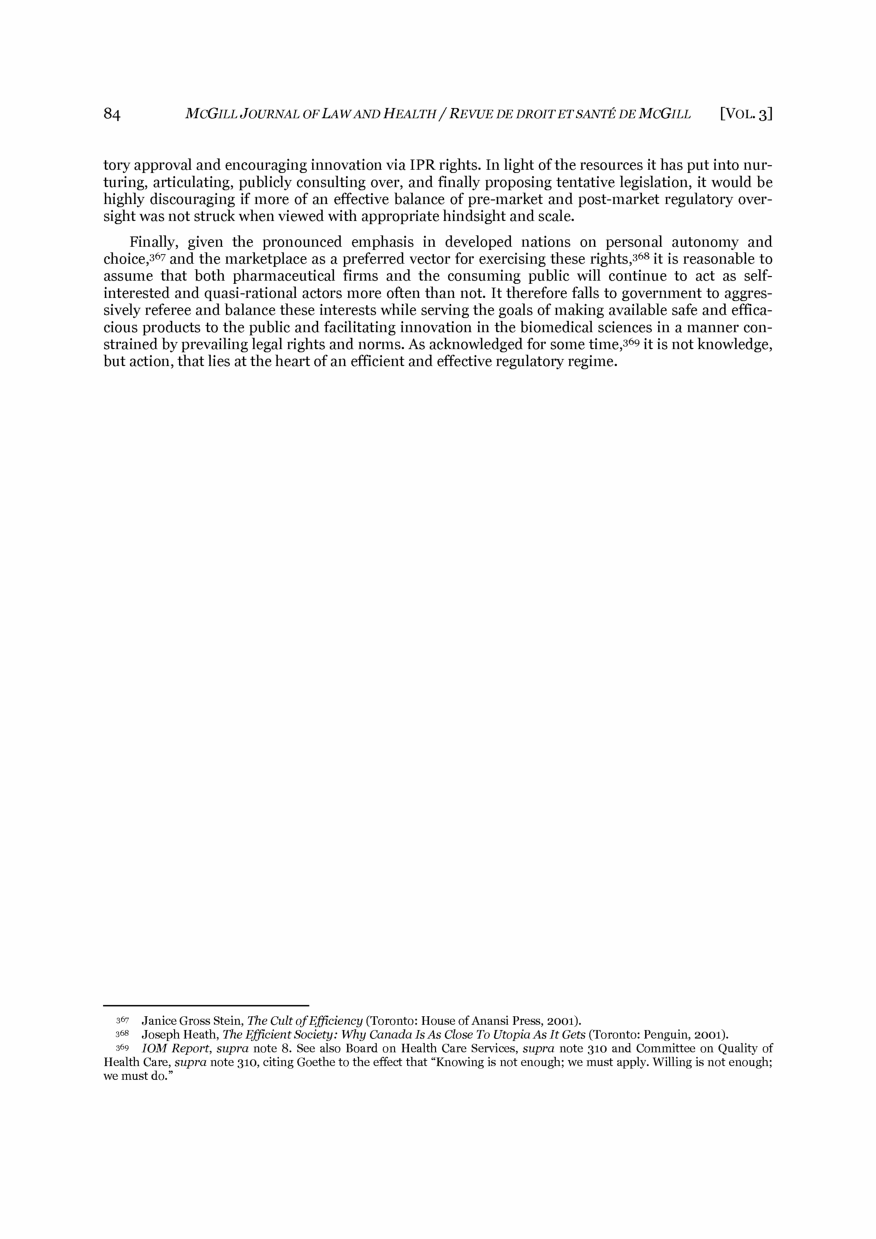 84 MCGILL JOURNAL OF LAW AND HEALTH / REVUE DE DROIT ET SANTÉ DE MCGILL [VOL. 3]
tory approval and encouraging innovation via IPR rights. In light of the resources it has put into nur-
turing, articulating, publicly consulting over, and finally proposing tentative legislation, it would be
highly discouraging if more of an effective balance of pre-market and post-market regulatory over-
sight was not struck when viewed with appropriate hindsight and scale.
Finally, given the pronounced emphasis in developed nations on personal autonomy and
choice,367 and the marketplace as a preferred vector for exercising these rights,368 it is reasonable to
assume that both pharmaceutical firms and the consuming public will continue to act as self-
interested and quasi-rational actors more often than not. It therefore falls to government to aggres-
sively referee and balance these interests while serving the goals of making available safe and effica-
cious products to the public and facilitating innovation in the biomedical sciences in a manner con-
strained by prevailing legal rights and norms. As acknowledged for some time,369 it is not knowledge,
but action, that lies at the heart of an efficient and effective regulatory regime.
367 Janice Gross Stein, The Cult of Efficiency (Toronto: House of Anansi Press, 2001).
368 Joseph Heath, The Efficient Society: Why Canada Is As Close To Utopia As It Gets (Toronto: Penguin, 2001).
369 IOM Report, supra note 8. See also Board on Health Care Services, supra note 310 and Committee on Quality of
Health Care, supra note 310, citing Goethe to the effect that “Knowing is not enough; we must apply. Willing is not enough;
we must do.”